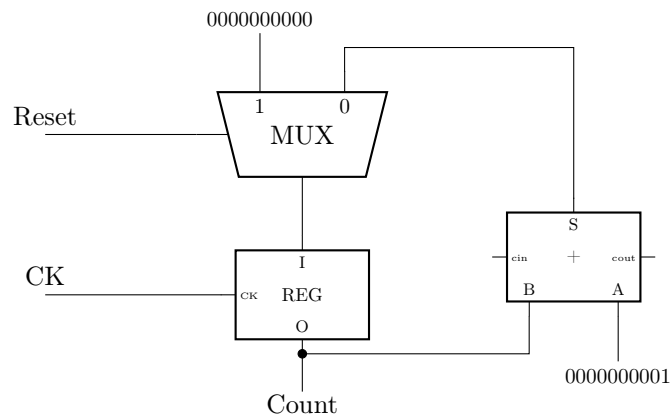 0000000000
1 0
Reset
MUX
S
cin + cout
I
CK
CK REG
B A
O
0000000001
Count